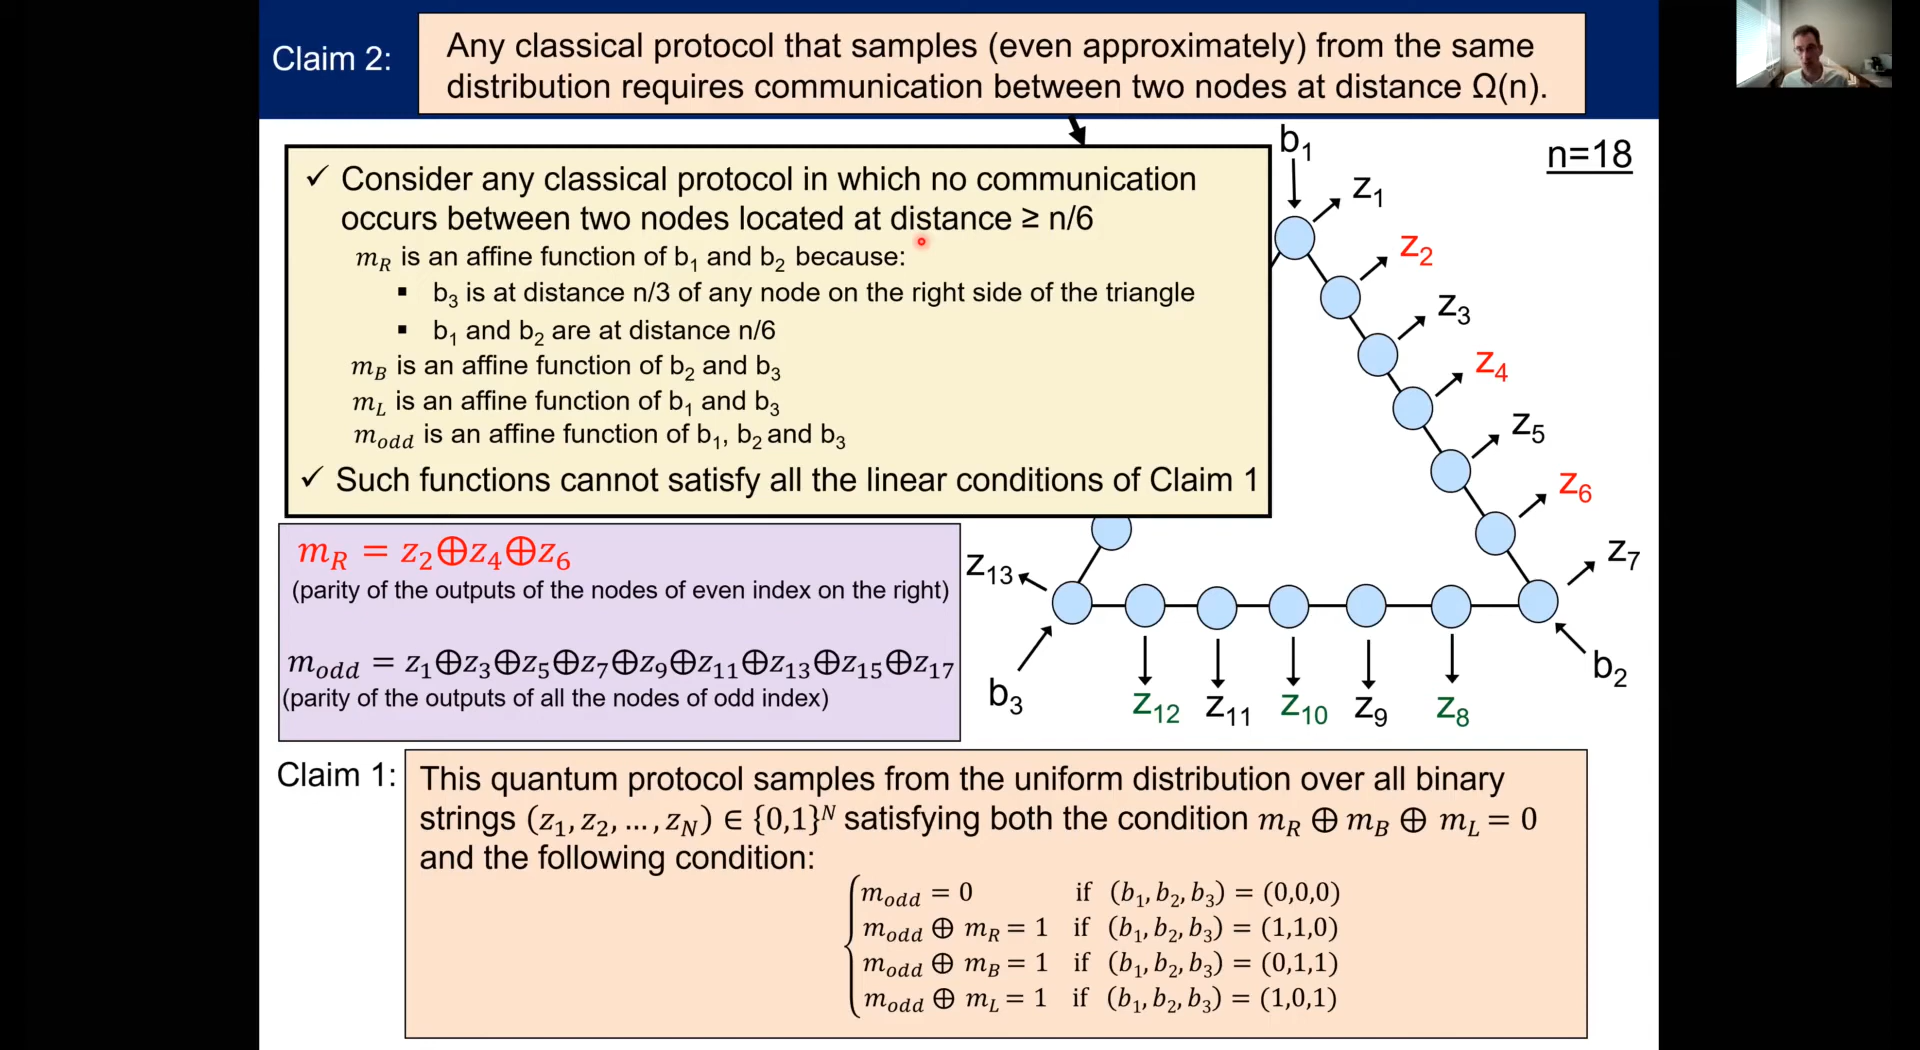 Claim 2:
Any classical protocol that samples (even approximately) from the same
distribution requires communication between two nodes at distance Ω(n).
✓ Consider any classical protocol in which no communication
occurs between two nodes located at distance ≥ n/6
m_R is an affine function of b₁ and b₂ because:
▪ b₃ is at distance n/3 of any node on the right side of the triangle
▪ b₁ and b₂ are at distance n/6
m_B is an affine function of b₂ and b₃
m_L is an affine function of b₁ and b₃
m_odd is an affine function of b₁, b₂ and b₃
✓ Such functions cannot satisfy all the linear conditions of Claim 1
n=18
b₁
z₁
z₂
z₃
z₄
z₅
z₆
z₇
b₂
z₁₃
b₃
z₁₂ z₁₁ z₁₀ z₉ z₈
m_R = z₂⊕z₄⊕z₆
(parity of the outputs of the nodes of even index on the right)
m_odd = z₁⊕z₃⊕z₅⊕z₇⊕z₉⊕z₁₁⊕z₁₃⊕z₁₅⊕z₁₇
(parity of the outputs of all the nodes of odd index)
Claim 1:
This quantum protocol samples from the uniform distribution over all binary
strings (z₁, z₂, …, z_N) ∈ {0,1}^N satisfying both the condition m_R ⊕ m_B ⊕ m_L = 0
and the following condition:
m_odd = 0 if (b₁, b₂, b₃) = (0,0,0)
m_odd ⊕ m_R = 1 if (b₁, b₂, b₃) = (1,1,0)
m_odd ⊕ m_B = 1 if (b₁, b₂, b₃) = (0,1,1)
m_odd ⊕ m_L = 1 if (b₁, b₂, b₃) = (1,0,1)